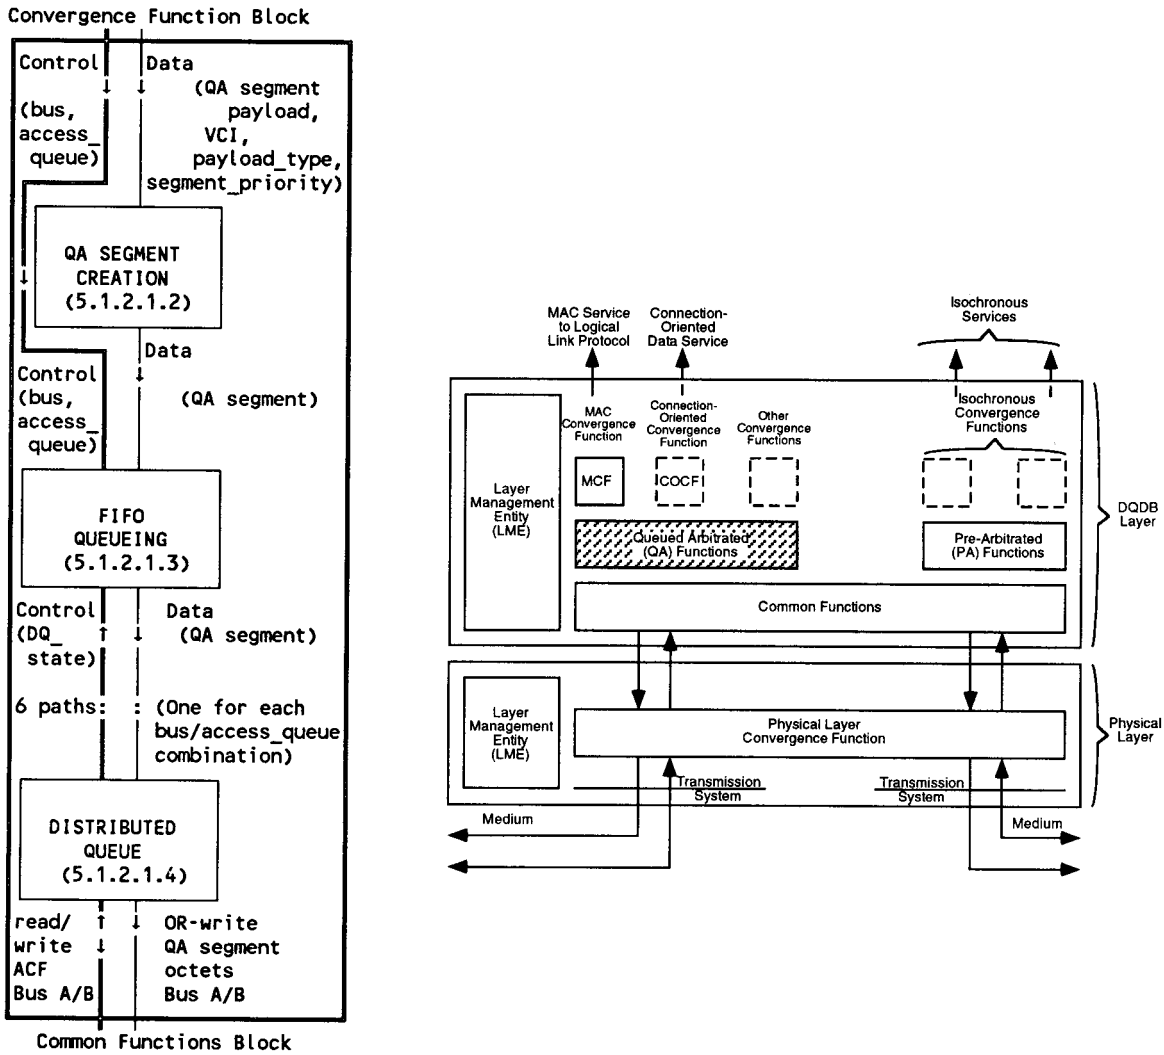 Convergence Function Block
Control
Data
(bus,
access_
queue)
(QA segment
payload,
VCI,
payload_type,
segment_priority)
QA SEGMENT
CREATION
(5.1.2.1.2)
Data
Control
(bus,
access_
queue)
(QA segment)
FIFO
QUEUEING
(5.1.2.1.3)
Control
(DQ_
state)
Data
(QA segment)
6 paths:
: (One for each
bus/access_queue
combination)
DISTRIBUTED
QUEUE
(5.1.2.1.4)
read/
write
ACF
Bus A/B
OR-write
QA segment
octets
Bus A/B
Common Functions Block
MAC Service
to Logical
Link Protocol
Connection-
Oriented
Data Service
Isochronous
Services
Layer
Management
Entity
(LME)
MAC
Convergence
Function
Connection-
Oriented
Convergence
Function
Other
Convergence
Functions
Isochronous
Convergence
Functions
MCF
COCF
Queued Arbitrated
(QA) Functions
Pre-Arbitrated
(PA) Functions
Common Functions
DQDB
Layer
Layer
Management
Entity
(LME)
Physical Layer
Convergence Function
Physical
Layer
Transmission
System
Transmission
System
Medium
Medium